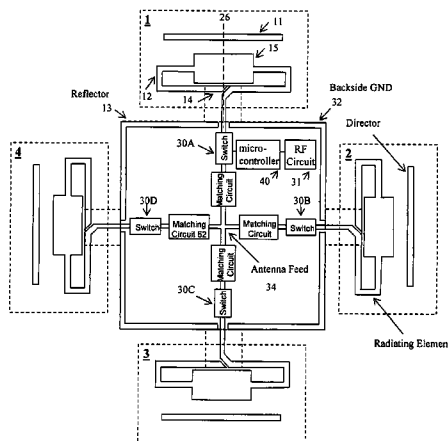 1
26
11
15
12
14
Reflector
13
Backside GND
32
Director
30A
Switch
micro-controller
RF Circuit
40
31
4
2
Matching Circuit
30D
30B
Switch
Matching Circuit 52
Matching Circuit
Switch
Antenna Feed
Matching Circuit
34
30C
Switch
Radiating Elemen
3